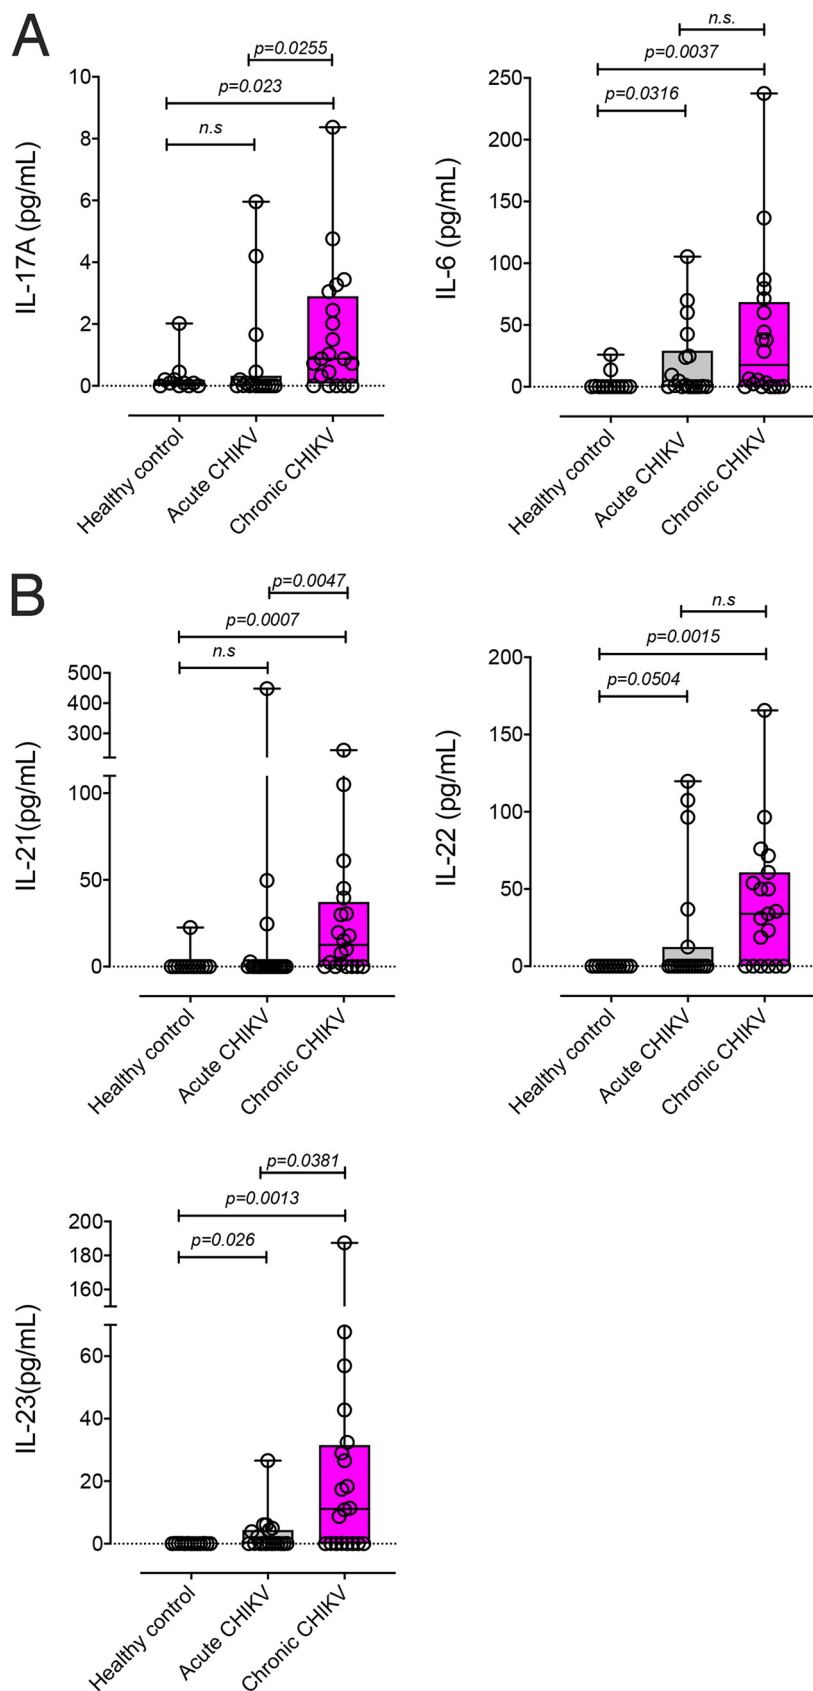 A
p=0.0255
p=0.023
n.s
IL-17A (pg/mL)
10
8
6
4
2
0
Healthy control
Acute CHIKV
Chronic CHIKV
n.s.
p=0.0037
p=0.0316
IL-6 (pg/mL)
250
200
150
100
50
0
Healthy control
Acute CHIKV
Chronic CHIKV
B
p=0.0047
p=0.0007
n.s
IL-21(pg/mL)
500
400
300
100
50
0
Healthy control
Acute CHIKV
Chronic CHIKV
n.s
p=0.0015
p=0.0504
IL-22 (pg/mL)
200
150
100
50
0
Healthy control
Acute CHIKV
Chronic CHIKV
p=0.0381
p=0.0013
p=0.026
IL-23(pg/mL)
200
180
160
60
40
20
0
Healthy control
Acute CHIKV
Chronic CHIKV